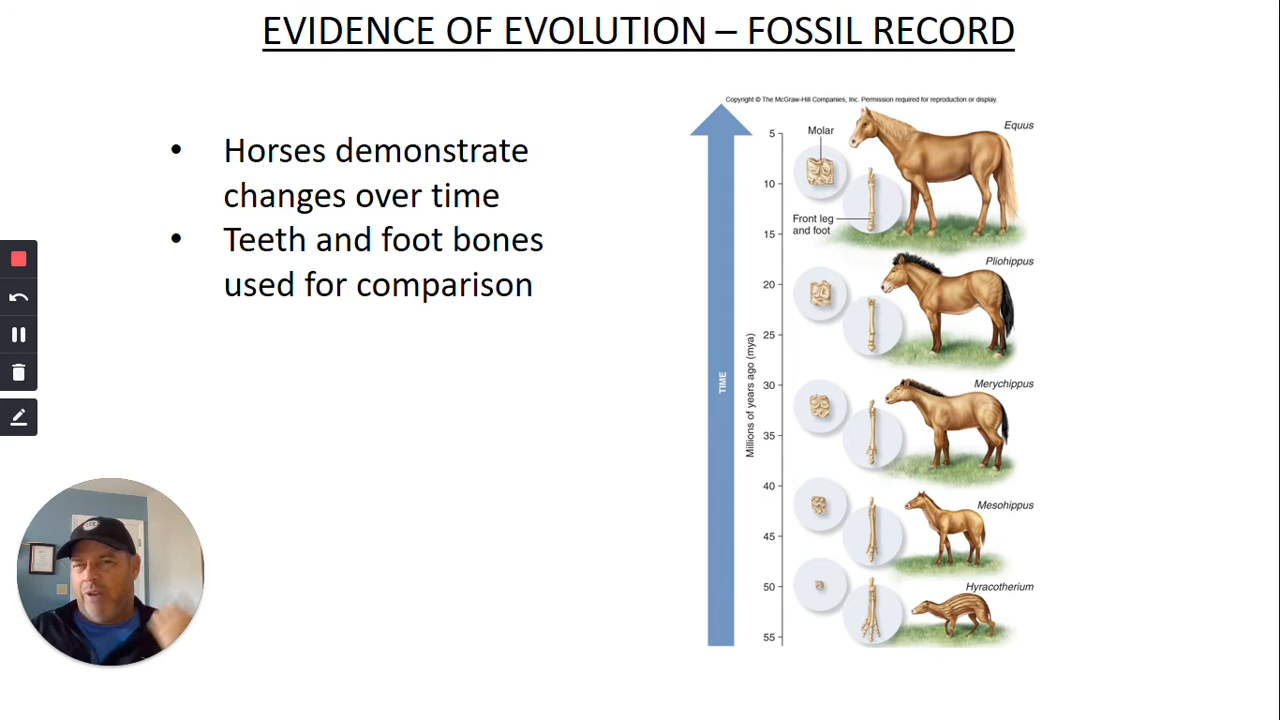 EVIDENCE OF EVOLUTION – FOSSIL RECORD
• Horses demonstrate
changes over time
• Teeth and foot bones
used for comparison
Copyright © The McGraw-Hill Companies, Inc. Permission required for reproduction or display.
TIME
Millions of years ago (mya)
5
10
15
20
25
30
35
40
45
50
55
Molar
Front leg
and foot
Equus
Pliohippus
Merychippus
Mesohippus
Hyracotherium